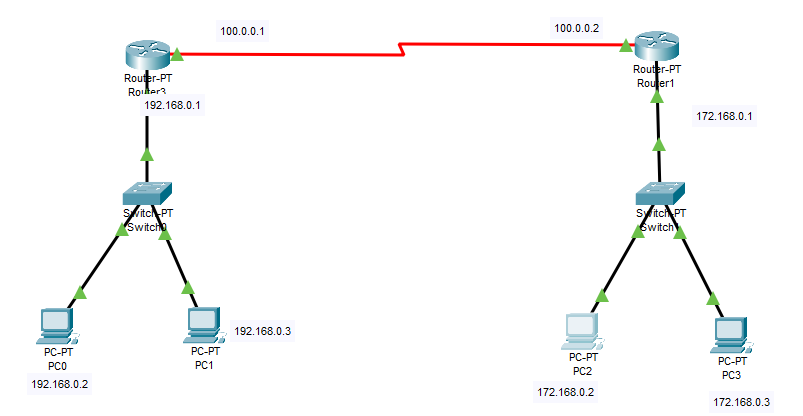 100.0.0.1
100.0.0.2
Router-PT
Router3
192.168.0.1
Router-PT
Router1
172.168.0.1
Switch-PT
Switch0
Switch-PT
Switch1
PC-PT
PC0
192.168.0.2
PC-PT
PC1
192.168.0.3
PC-PT
PC2
172.168.0.2
PC-PT
PC3
172.168.0.3